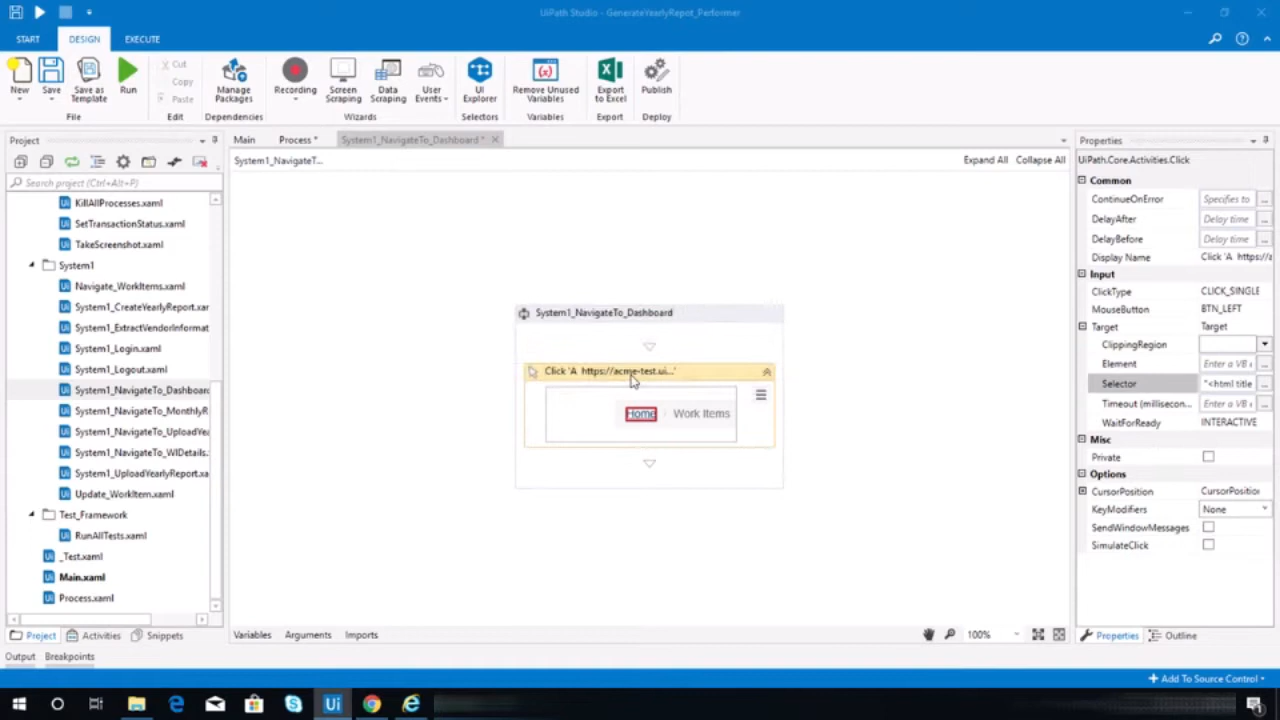 UiPath Studio - GenerateYearlyRepot_Performer
START DESIGN EXECUTE
New Save Save as Template Run Cut Copy Paste Manage Packages Recording Screen Scraping Data Scraping User Events UI Explorer Remove Unused Variables Export to Excel Publish
File Edit Dependencies Wizards Selectors Variables Export Deploy
Project
Search project (Ctrl+Alt+P)
KillAllProcesses.xaml
SetTransactionStatus.xaml
TakeScreenshot.xaml
System1
Navigate_WorkItems.xaml
System1_CreateYearlyReport.xar
System1_ExtractVendorInformat
System1_Login.xaml
System1_Logout.xaml
System1_NavigateTo_Dashboard
System1_NavigateTo_MonthlyR
System1_NavigateTo_UploadYea
System1_NavigateTo_WIDetails.
System1_UploadYearlyReport.xa
Update_WorkItem.xaml
Test_Framework
RunAllTests.xaml
_Test.xaml
Main.xaml
Process.xaml
Project Activities Snippets
Output Breakpoints
Main Process * System1_NavigateTo_Dashboard *
System1_NavigateT... Expand All Collapse All
System1_NavigateTo_Dashboard
Click 'A https://acme-test.ui...'
Home Work Items
Variables Arguments Imports 100%
Properties
UiPath.Core.Activities.Click
Common
ContinueOnError Specifies to ...
DelayAfter Delay time ...
DelayBefore Delay time ...
Display Name Click 'A https://a
Input
ClickType CLICK_SINGLE
MouseButton BTN_LEFT
Target Target
ClippingRegion
Element Enter a VB ...
Selector "<html title ...
Timeout (millisecon... Enter a VB ...
WaitForReady INTERACTIVE
Misc
Private
Options
CursorPosition CursorPosition
KeyModifiers None
SendWindowMessages
SimulateClick
Properties Outline
Add To Source Control
Ui
1